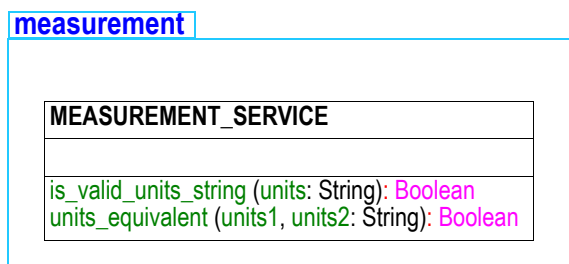 measurement
MEASUREMENT_SERVICE
is_valid_units_string (units: String): Boolean
units_equivalent (units1, units2: String): Boolean